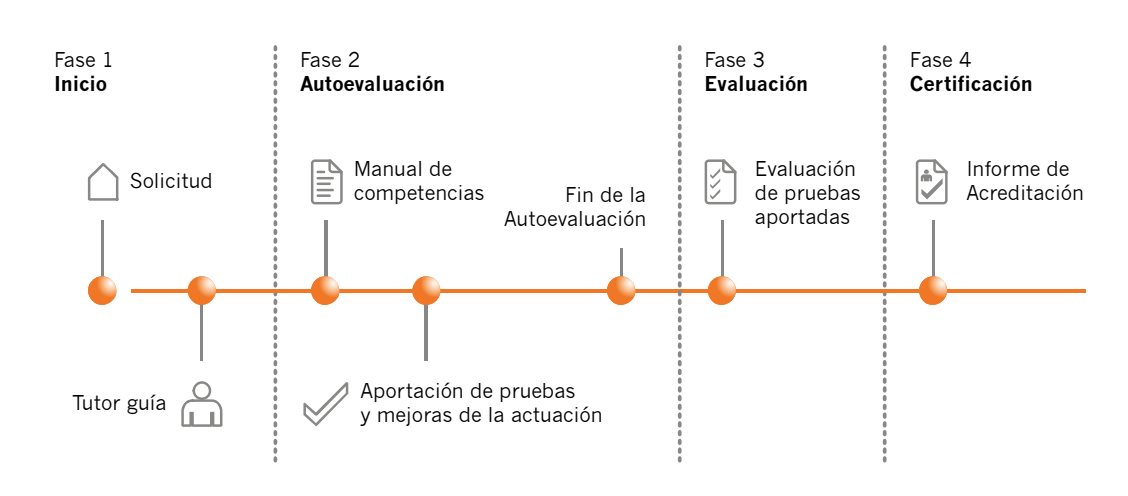 Fase 1
Inicio
Fase 2
Autoevaluación
Fase 3
Evaluación
Fase 4
Certificación
Solicitud
Manual de
competencias
Fin de la
Autoevaluación
Evaluación
de pruebas
aportadas
Informe de
Acreditación
Tutor guía
Aportación de pruebas
y mejoras de la actuación